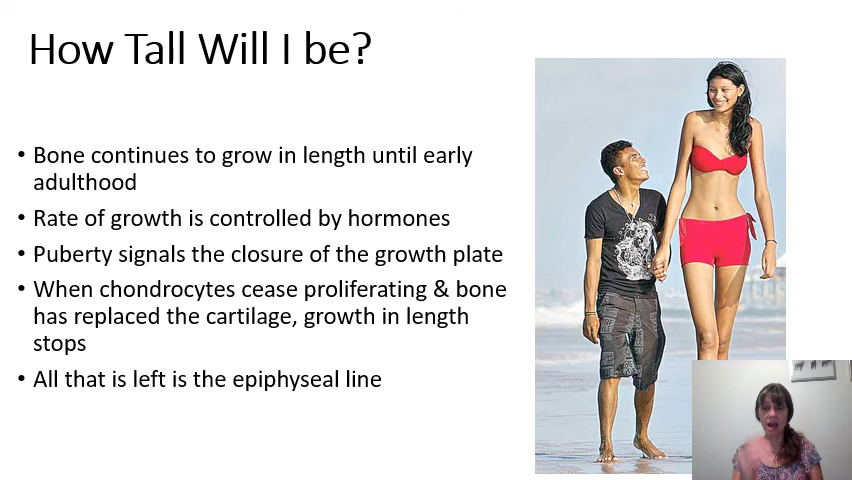 How Tall Will I be?
• Bone continues to grow in length until early
adulthood
• Rate of growth is controlled by hormones
• Puberty signals the closure of the growth plate
• When chondrocytes cease proliferating & bone
has replaced the cartilage, growth in length
stops
• All that is left is the epiphyseal line